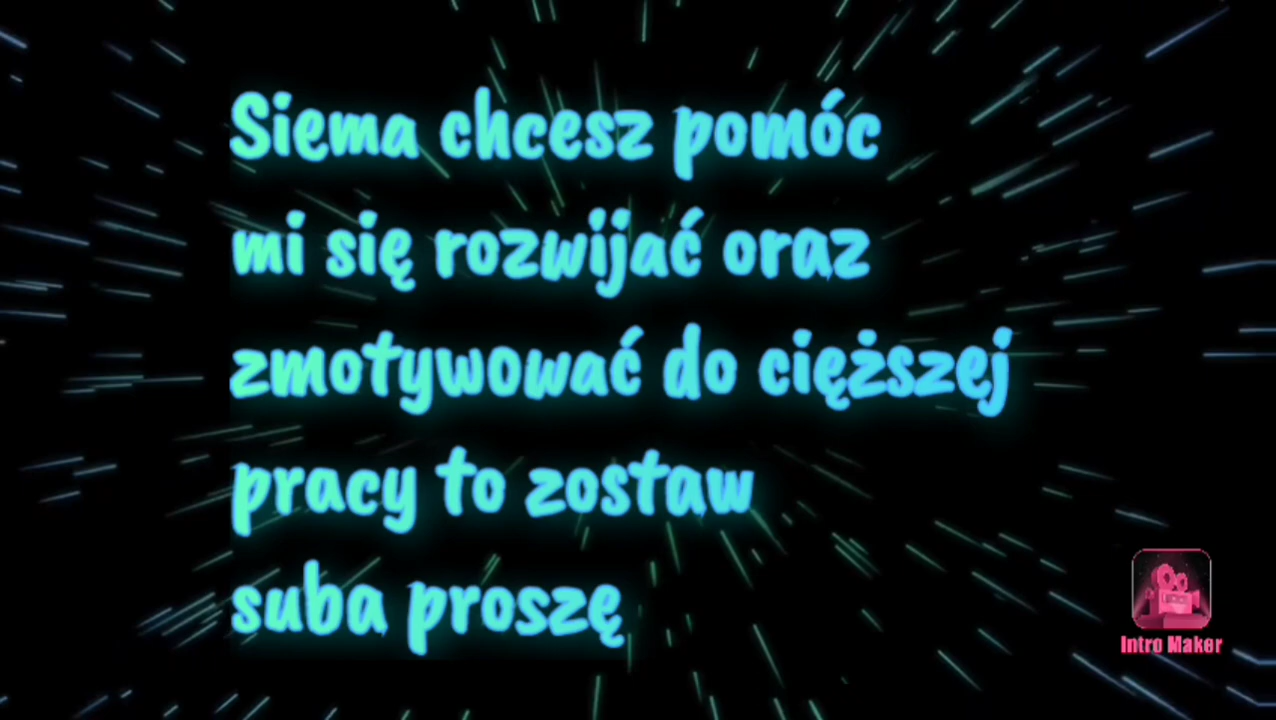 Siema chcesz pomóc
mi się rozwijać oraz
zmotywować do cięższej
pracy to zostaw
suba proszę
Intro Maker